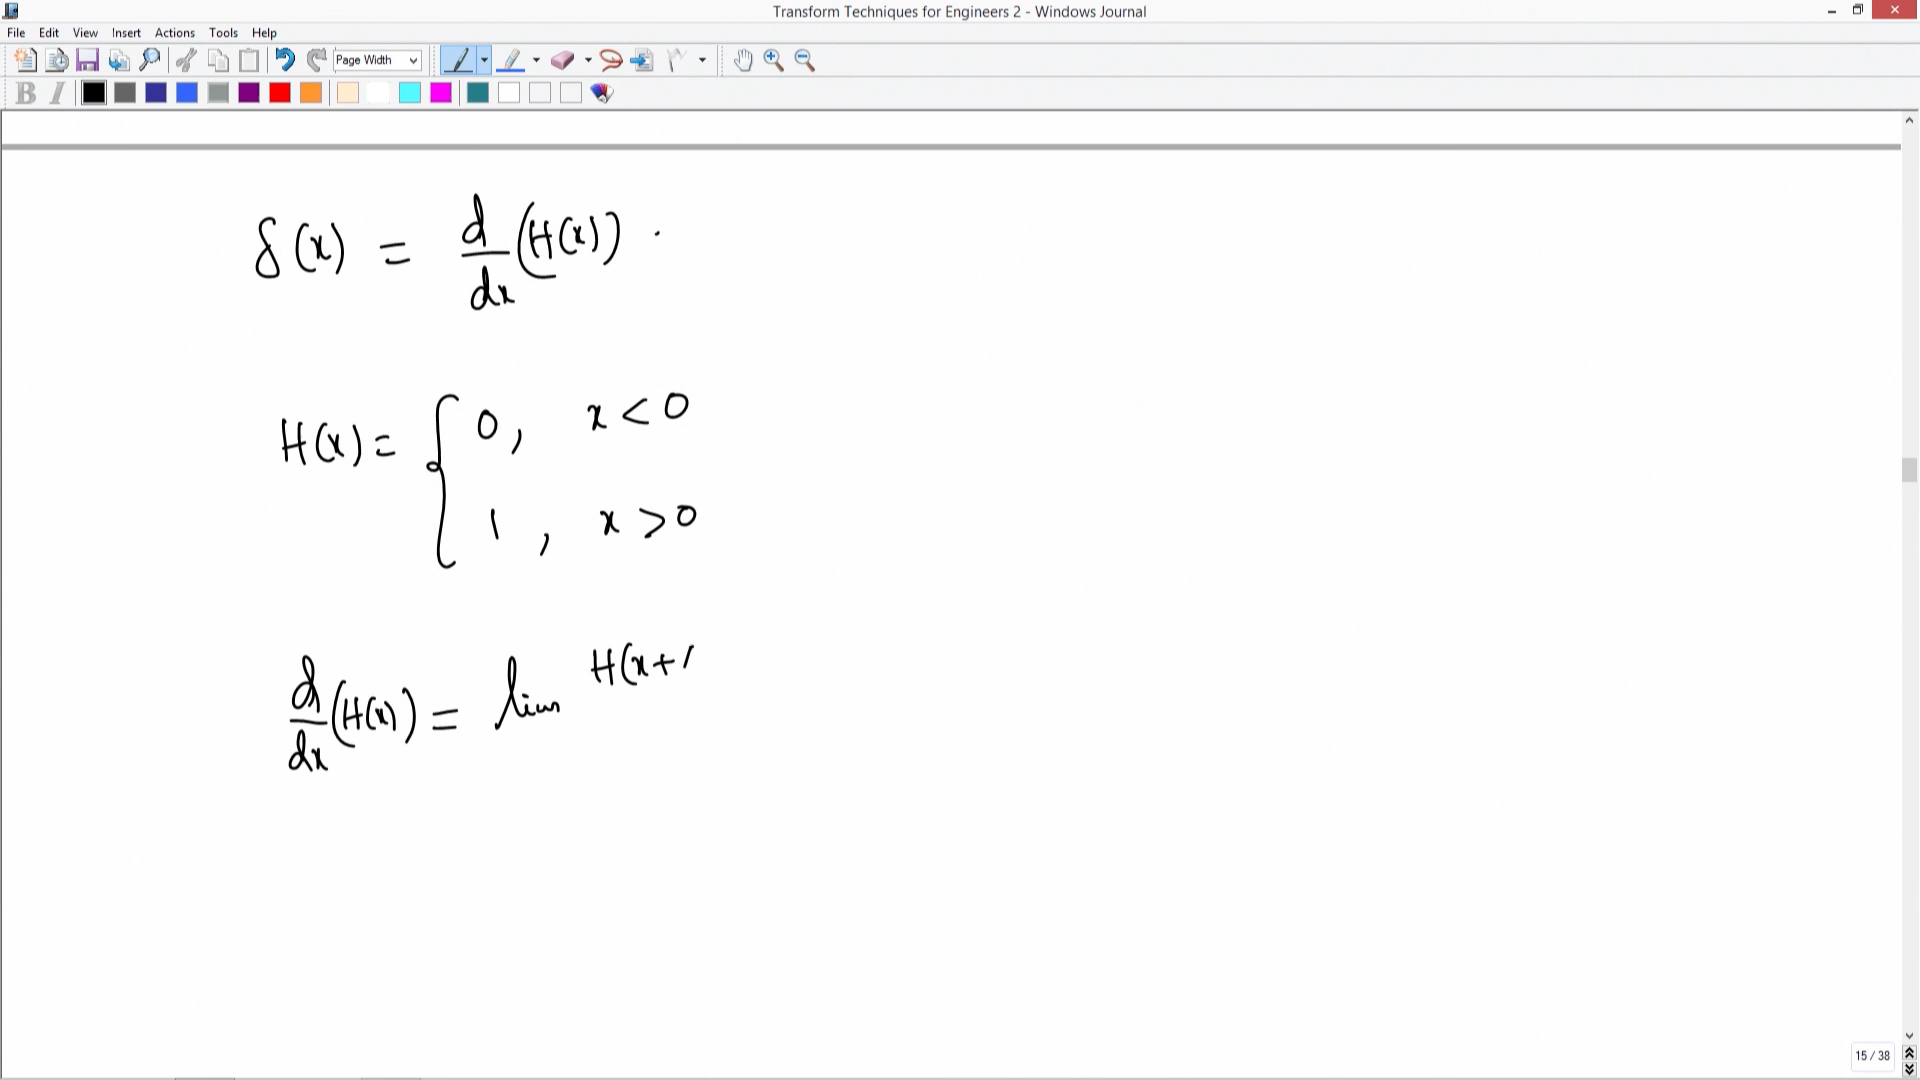 Transform Techniques for Engineers 2 - Windows Journal
File Edit View Insert Actions Tools Help
Page Width
B I
δ(x) = d/dx (H(x)) .
H(x) = { 0, x < 0
1, x > 0
d/dx (H(x)) = lim H(x+
15 / 38